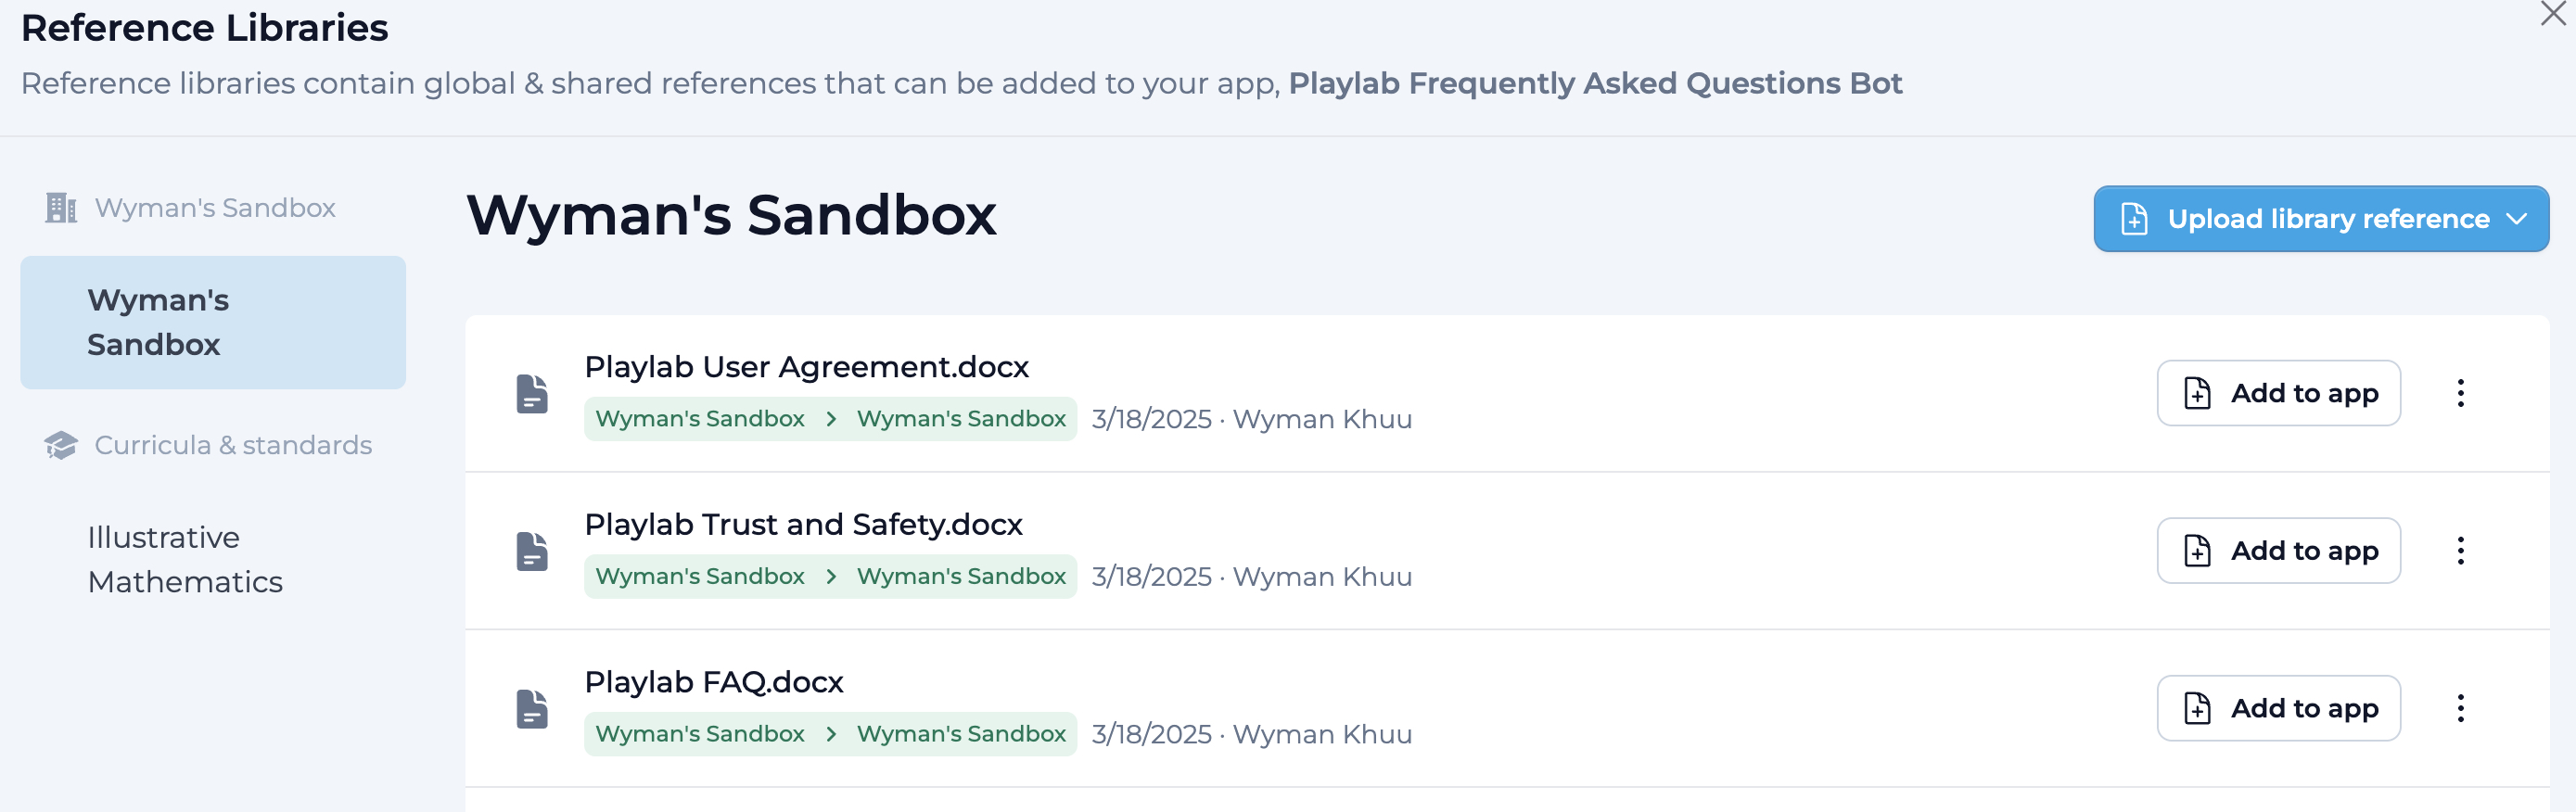 Reference Libraries
Reference libraries contain global & shared references that can be added to your app, Playlab Frequently Asked Questions Bot
Wyman's Sandbox
Wyman's
Sandbox
Curricula & standards
Illustrative
Mathematics
Wyman's Sandbox
Upload library reference
Playlab User Agreement.docx
Wyman's Sandbox > Wyman's Sandbox 3/18/2025 · Wyman Khuu
Add to app
Playlab Trust and Safety.docx
Wyman's Sandbox > Wyman's Sandbox 3/18/2025 · Wyman Khuu
Add to app
Playlab FAQ.docx
Wyman's Sandbox > Wyman's Sandbox 3/18/2025 · Wyman Khuu
Add to app